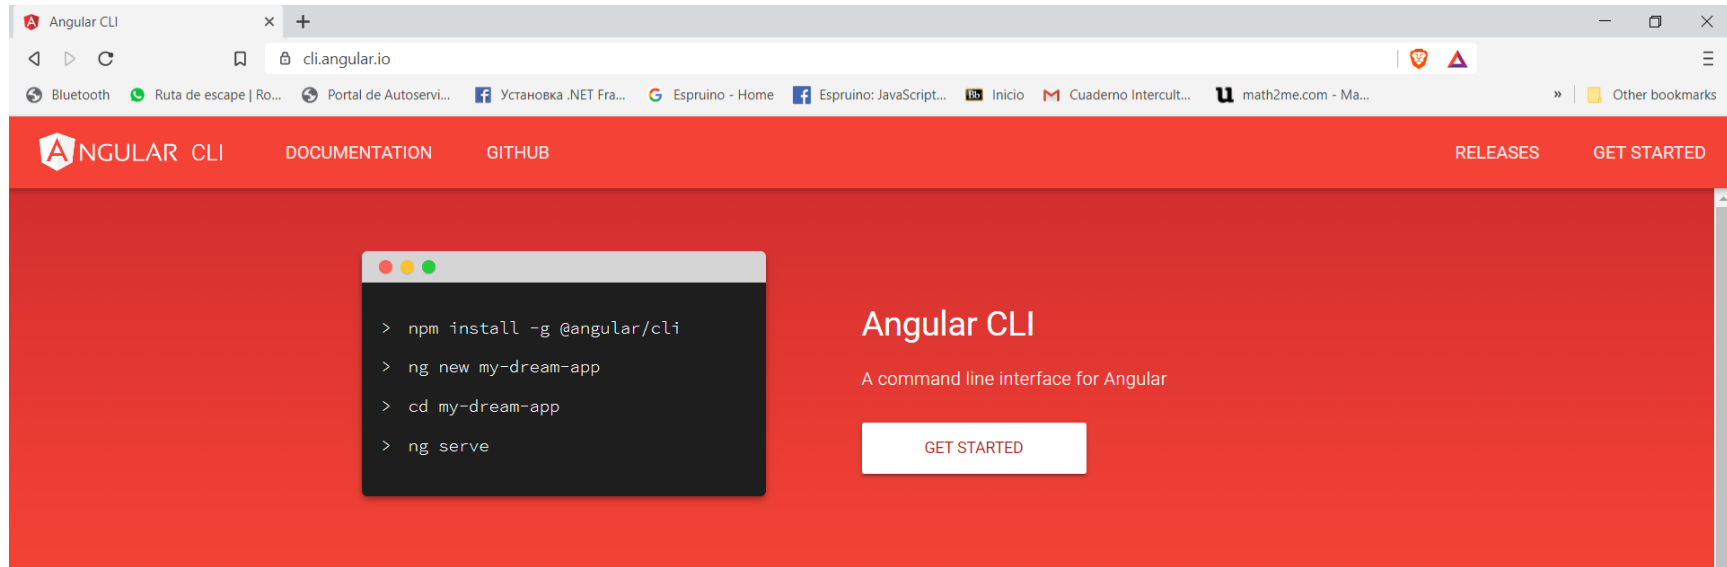 Angular CLI
cli.angular.io
Bluetooth Ruta de escape | Ro... Portal de Autoservi... Установка .NET Fra... Espruino - Home Espruino: JavaScript... Bb Inicio Cuaderno Intercult... math2me.com - Ma... » Other bookmarks
ANGULAR CLI DOCUMENTATION GITHUB RELEASES GET STARTED
> npm install -g @angular/cli
> ng new my-dream-app
> cd my-dream-app
> ng serve
Angular CLI
A command line interface for Angular
GET STARTED